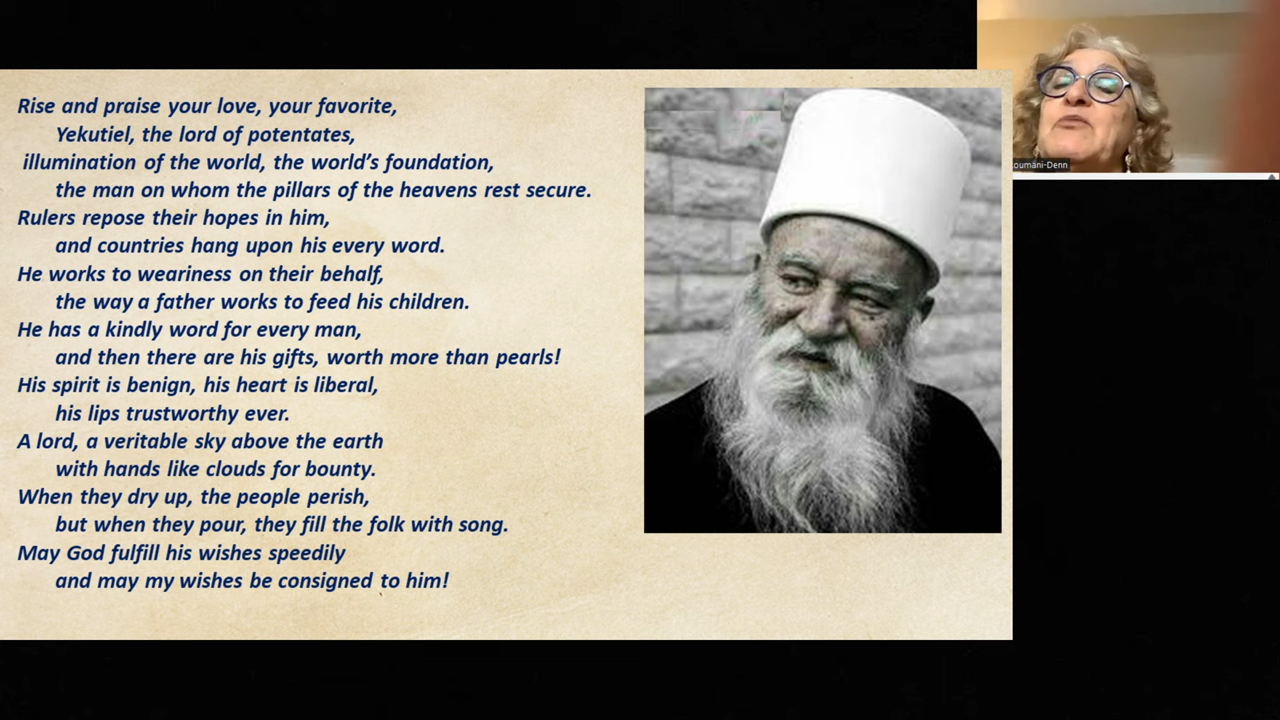 Rise and praise your love, your favorite,
Yekutiel, the lord of potentates,
illumination of the world, the world's foundation,
the man on whom the pillars of the heavens rest secure.
Rulers repose their hopes in him,
and countries hang upon his every word.
He works to weariness on their behalf,
the way a father works to feed his children.
He has a kindly word for every man,
and then there are his gifts, worth more than pearls!
His spirit is benign, his heart is liberal,
his lips trustworthy ever.
A lord, a veritable sky above the earth
with hands like clouds for bounty.
When they dry up, the people perish,
but when they pour, they fill the folk with song.
May God fulfill his wishes speedily
and may my wishes be consigned to him!
oumani-Denn